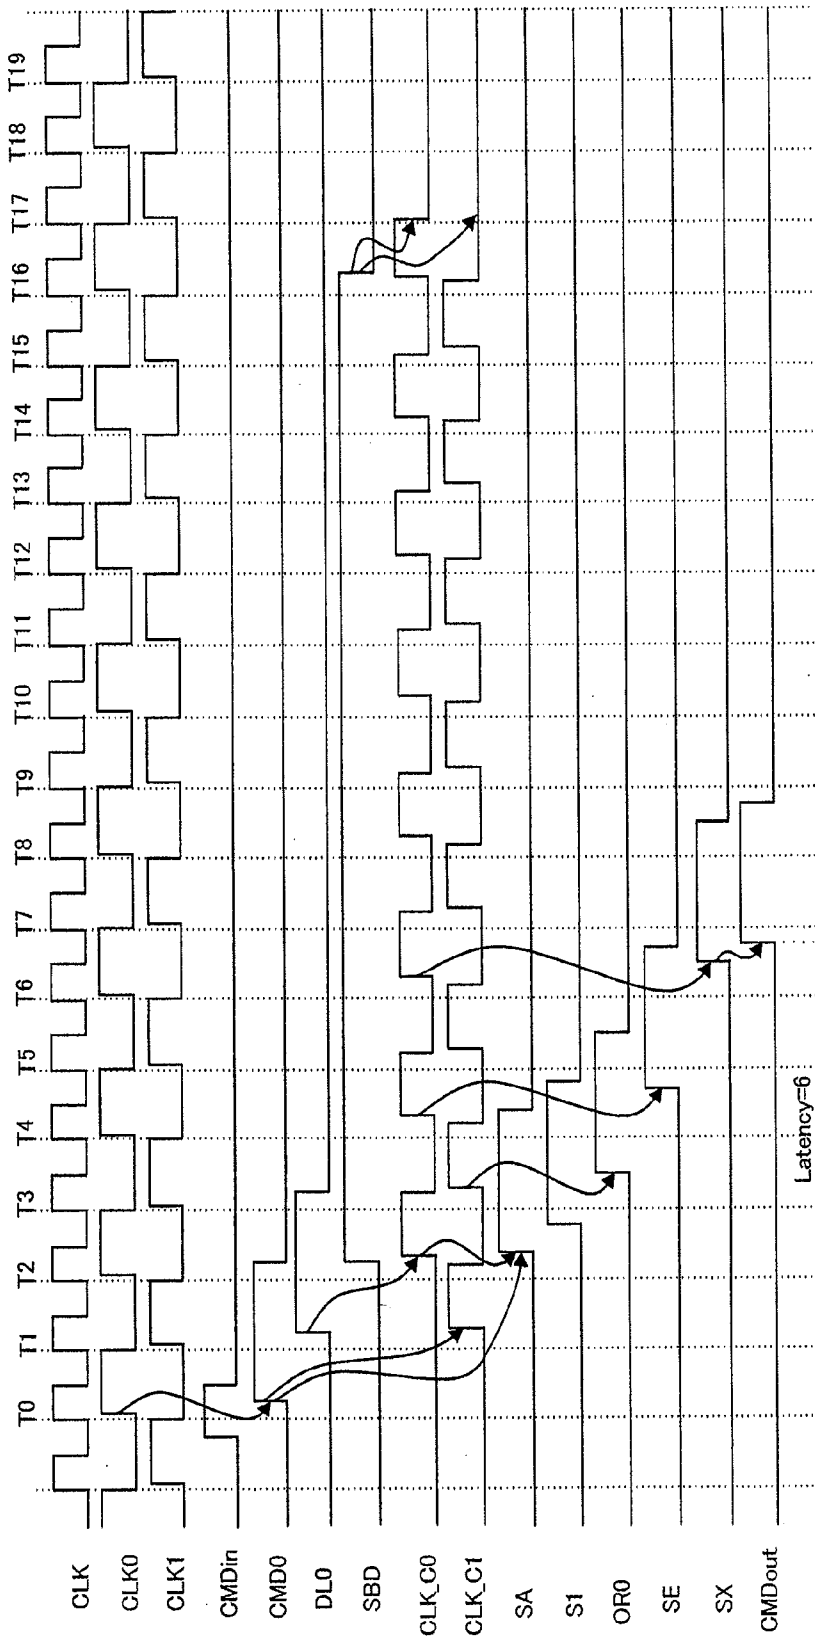 T0 T1 T2 T3 T4 T5 T6 T7 T8 T9 T10 T11 T12 T13 T14 T15 T16 T17 T18 T19
CLK
CLK0
CLK1
CMDin
CMD0
DL0
SBD
CLK_C0
CLK_C1
SA
S1
OR0
SE
SX
CMDout
Latency=6